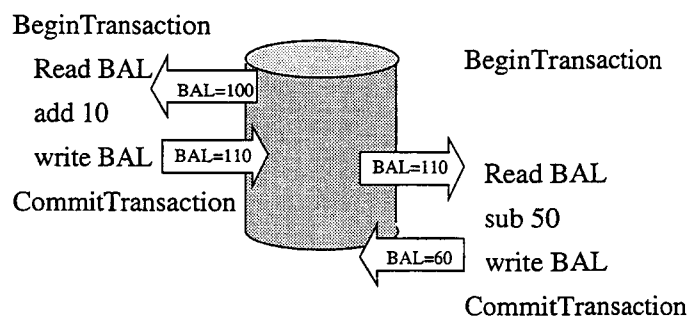 BeginTransaction
Read BAL
BAL=100
add 10
write BAL
BAL=110
CommitTransaction
BeginTransaction
BAL=110
Read BAL
sub 50
BAL=60
write BAL
CommitTransaction